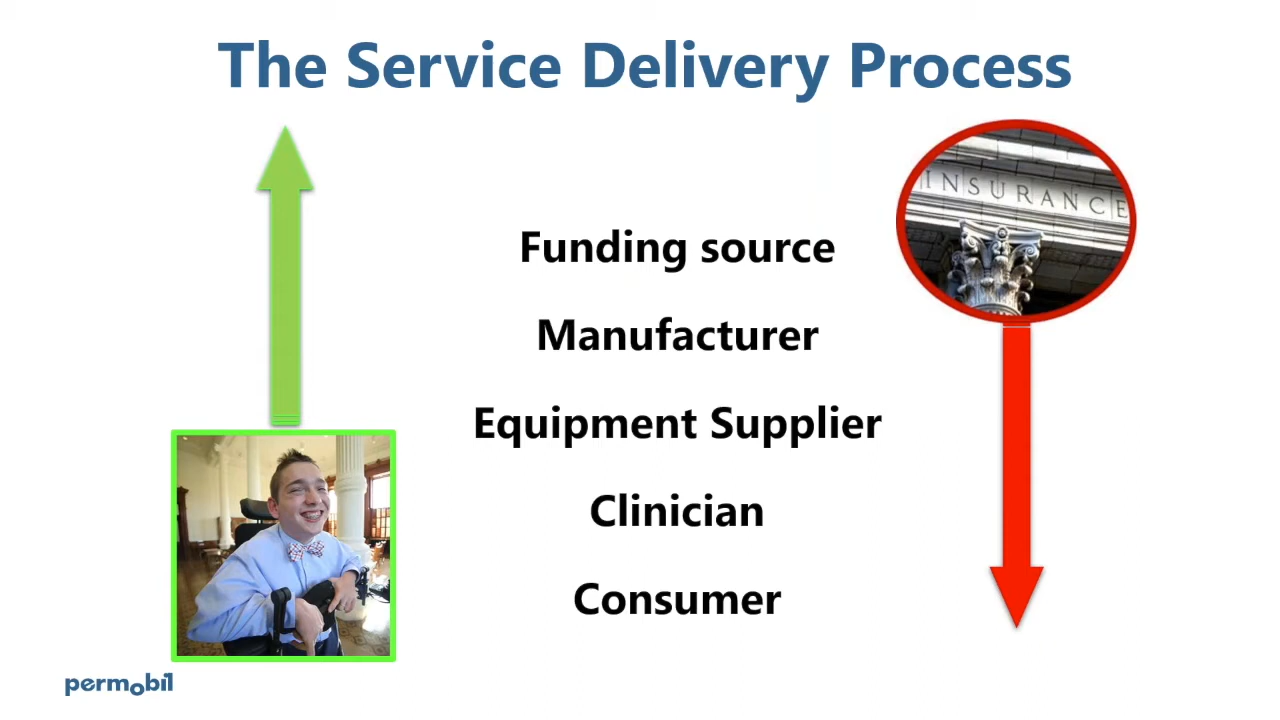 The Service Delivery Process
INSURANCE
Funding source
Manufacturer
Equipment Supplier
Clinician
Consumer
permobil